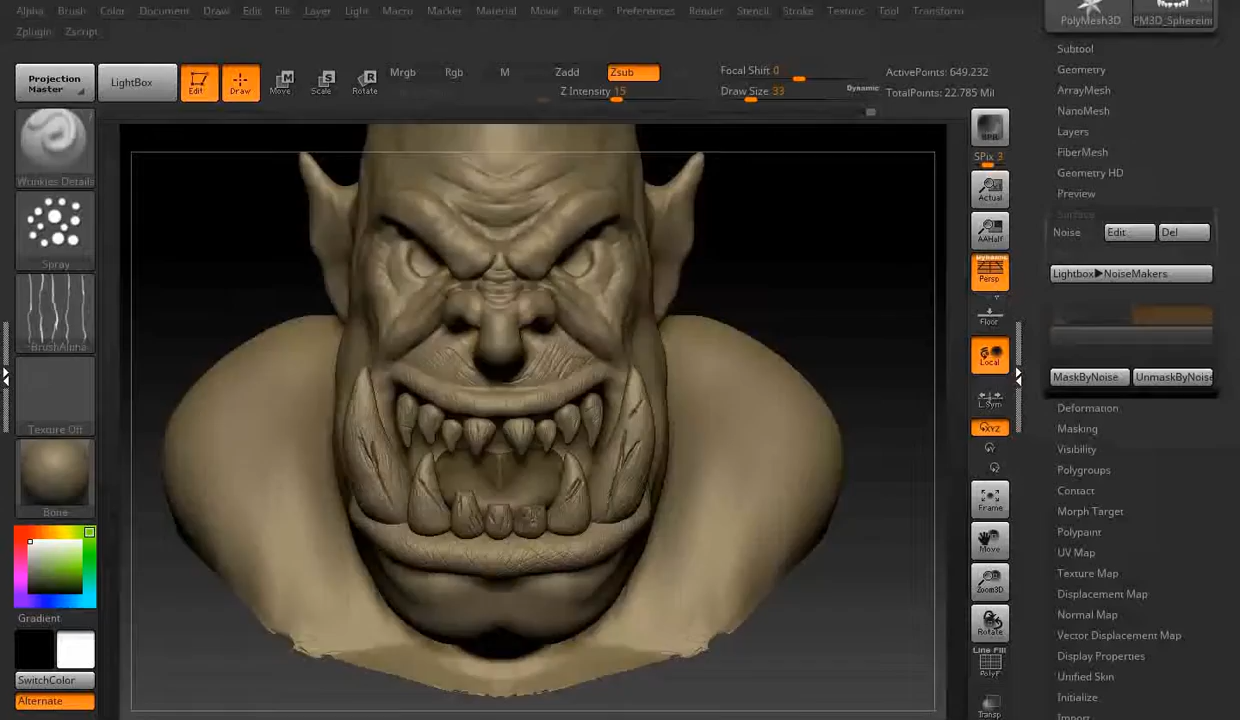 Alpha Brush Color Document Draw Edit File Layer Light Macro Marker Material Movie Picker Preferences Render Stencil Stroke Texture Tool Transform
Zplugin Zscript
PolyMesh3D PM3D_Sphereim
Projection Master
LightBox
Edit
Draw
Move
Scale
Rotate
Mrgb Rgb M
Zadd Zsub
Z Intensity 15
Focal Shift 0
Draw Size 33
Dynamic
ActivePoints: 649.232
TotalPoints: 22.785 Mil
Wrinkles Details
Spray
~BrushAlpha
Texture Off
Bone
Gradient
SwitchColor
Alternate
SPix 3
Actual
AAHalf
Dynamic
Persp
Floor
Local
L.Sym
XYZ
Frame
Move
Zoom3D
Rotate
Line Fill
PolyF
Transp
Subtool
Geometry
ArrayMesh
NanoMesh
Layers
FiberMesh
Geometry HD
Preview
Surface
Noise Edit Del
Lightbox▶NoiseMakers
MaskByNoise UnmaskByNoise
Deformation
Masking
Visibility
Polygroups
Contact
Morph Target
Polypaint
UV Map
Texture Map
Displacement Map
Normal Map
Vector Displacement Map
Display Properties
Unified Skin
Initialize
Import